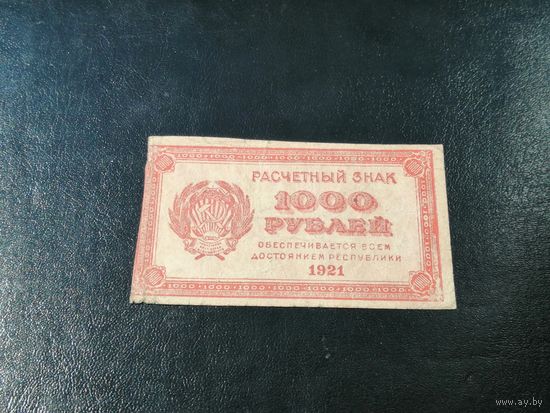 РАСЧЕТНЫЙ ЗНАК
1000
РУБЛЕЙ
ОБЕСПЕЧИВАЕТСЯ ВСЕМ
ДОСТОЯНИЕМ РЕСПУБЛИКИ
1921
www.ay.by